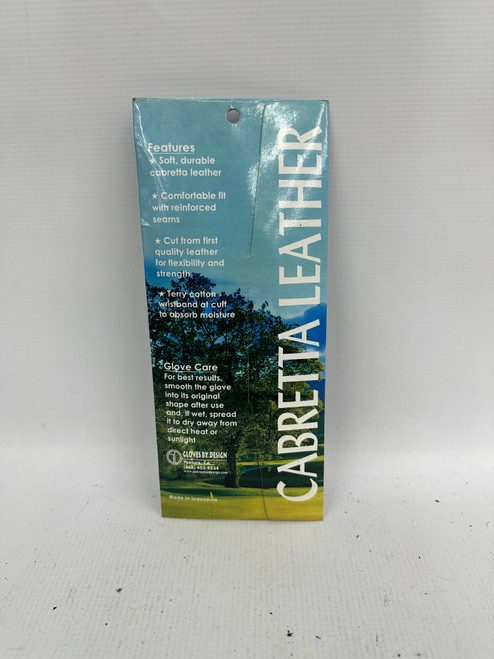 Features
★ Soft, durable
cabretta leather
★ Comfortable fit
with reinforced
seams
★ Cut from first
quality leather
for flexibility and
strength.
★ Terry cotton
wristband at cuff
to absorb moisture
Glove Care
For best results,
smooth the glove
into its original
shape after use
and, if wet, spread
it to dry away from
direct heat or
sunlight
GLOVES BY DESIGN
Made in Indonesia
CABRETTA LEATHER